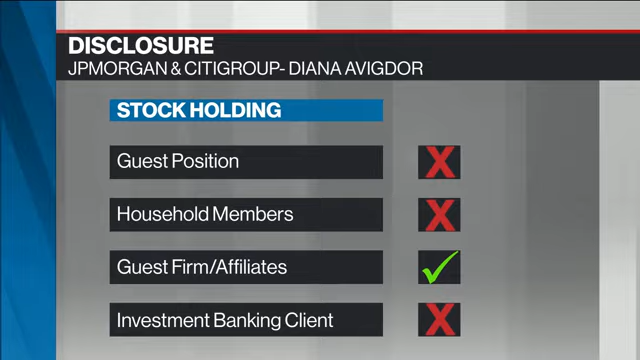 DISCLOSURE
JPMORGAN & CITIGROUP- DIANA AVIGDOR
STOCK HOLDING
Guest Position
Household Members
Guest Firm/Affiliates
Investment Banking Client